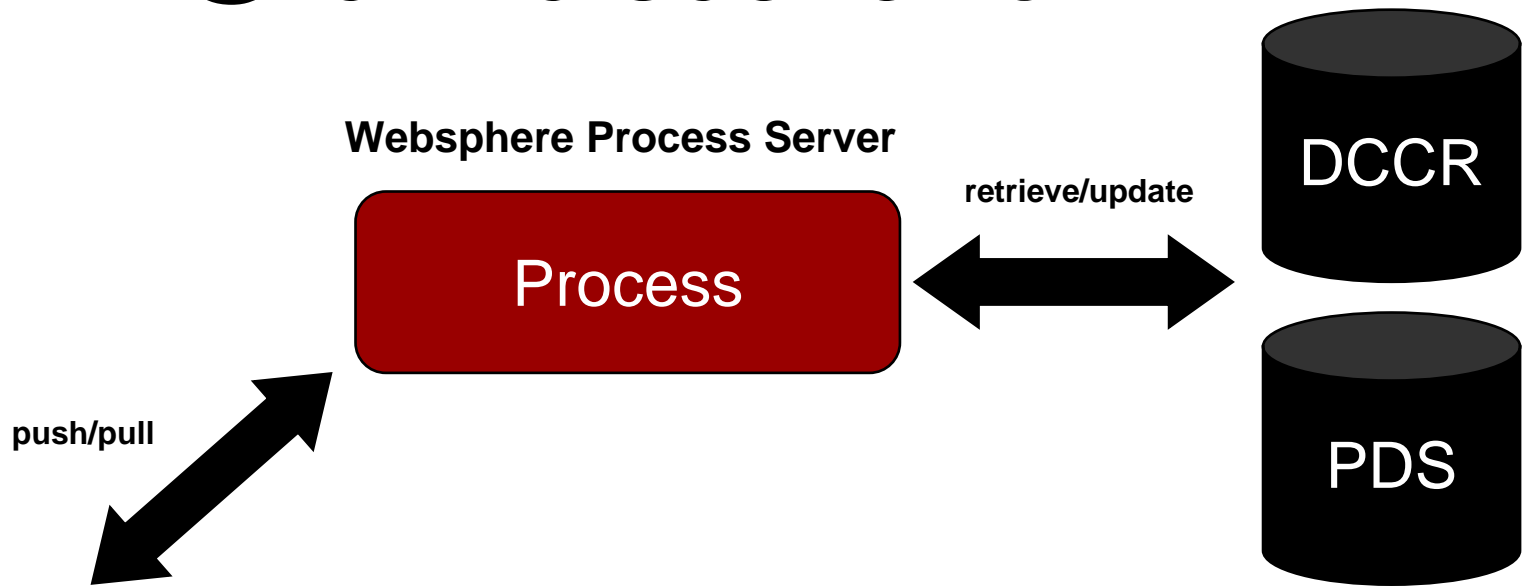 Websphere Process Server
DCCR
retrieve/update
Process
push/pull
PDS